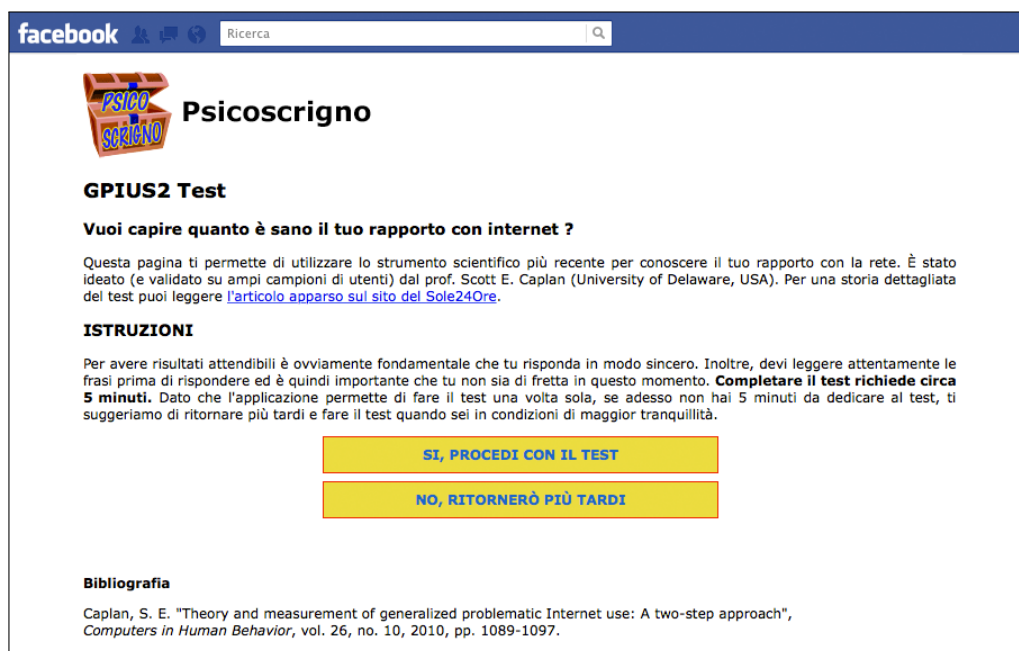 facebook
Ricerca
PSICO
SCRIGNO
Psicoscrigno
GPIUS2 Test
Vuoi capire quanto è sano il tuo rapporto con internet ?
Questa pagina ti permette di utilizzare lo strumento scientifico più recente per conoscere il tuo rapporto con la rete. È stato
ideato (e validato su ampi campioni di utenti) dal prof. Scott E. Caplan (University of Delaware, USA). Per una storia dettagliata
del test puoi leggere l'articolo apparso sul sito del Sole24Ore.
ISTRUZIONI
Per avere risultati attendibili è ovviamente fondamentale che tu risponda in modo sincero. Inoltre, devi leggere attentamente le
frasi prima di rispondere ed è quindi importante che tu non sia di fretta in questo momento. Completare il test richiede circa
5 minuti. Dato che l'applicazione permette di fare il test una volta sola, se adesso non hai 5 minuti da dedicare al test, ti
suggeriamo di ritornare più tardi e fare il test quando sei in condizioni di maggior tranquillità.
SI, PROCEDI CON IL TEST
NO, RITORNERÒ PIÙ TARDI
Bibliografia
Caplan, S. E. "Theory and measurement of generalized problematic Internet use: A two-step approach",
Computers in Human Behavior, vol. 26, no. 10, 2010, pp. 1089-1097.